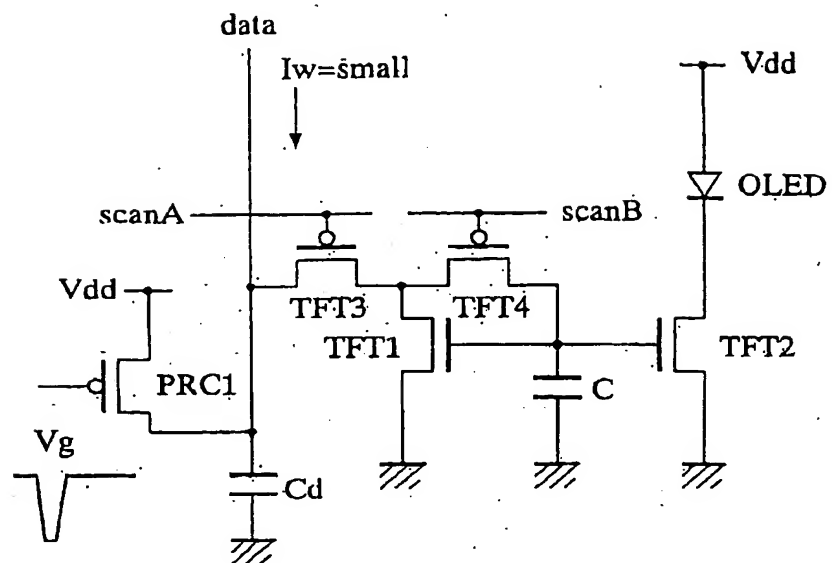 data
Iw=small
Vdd
OLED
scanA
scanB
Vdd
TFT3
TFT4
TFT1
TFT2
PRC1
C
Vg
Cd